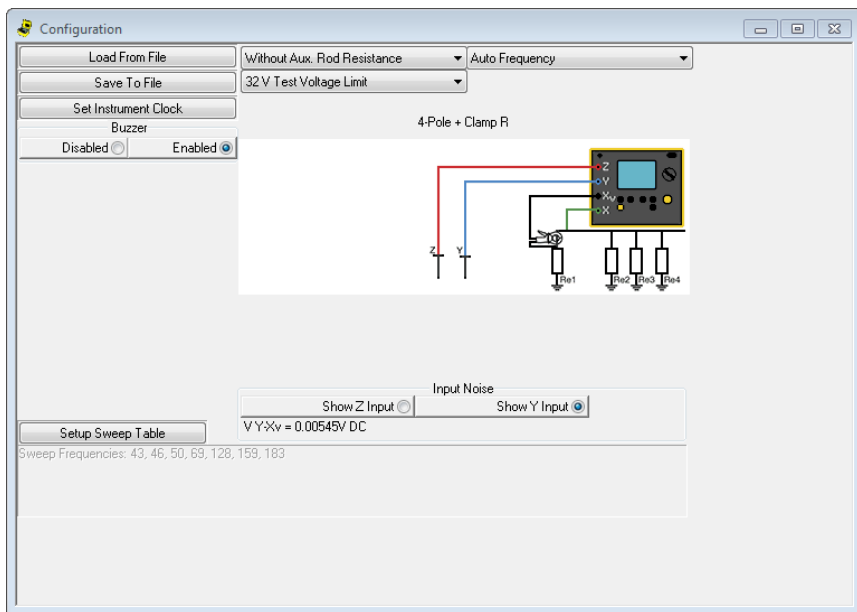 Configuration
Load From File
Without Aux. Rod Resistance
Auto Frequency
Save To File
32 V Test Voltage Limit
Set Instrument Clock
Buzzer
Disabled
Enabled
4-Pole + Clamp R
Z
Y
Xv
X
Z
Y
Re1
Re2
Re3
Re4
Input Noise
Show Z Input
Show Y Input
V Y-Xv = 0.00545V DC
Setup Sweep Table
Sweep Frequencies: 43, 46, 50, 69, 128, 159, 183